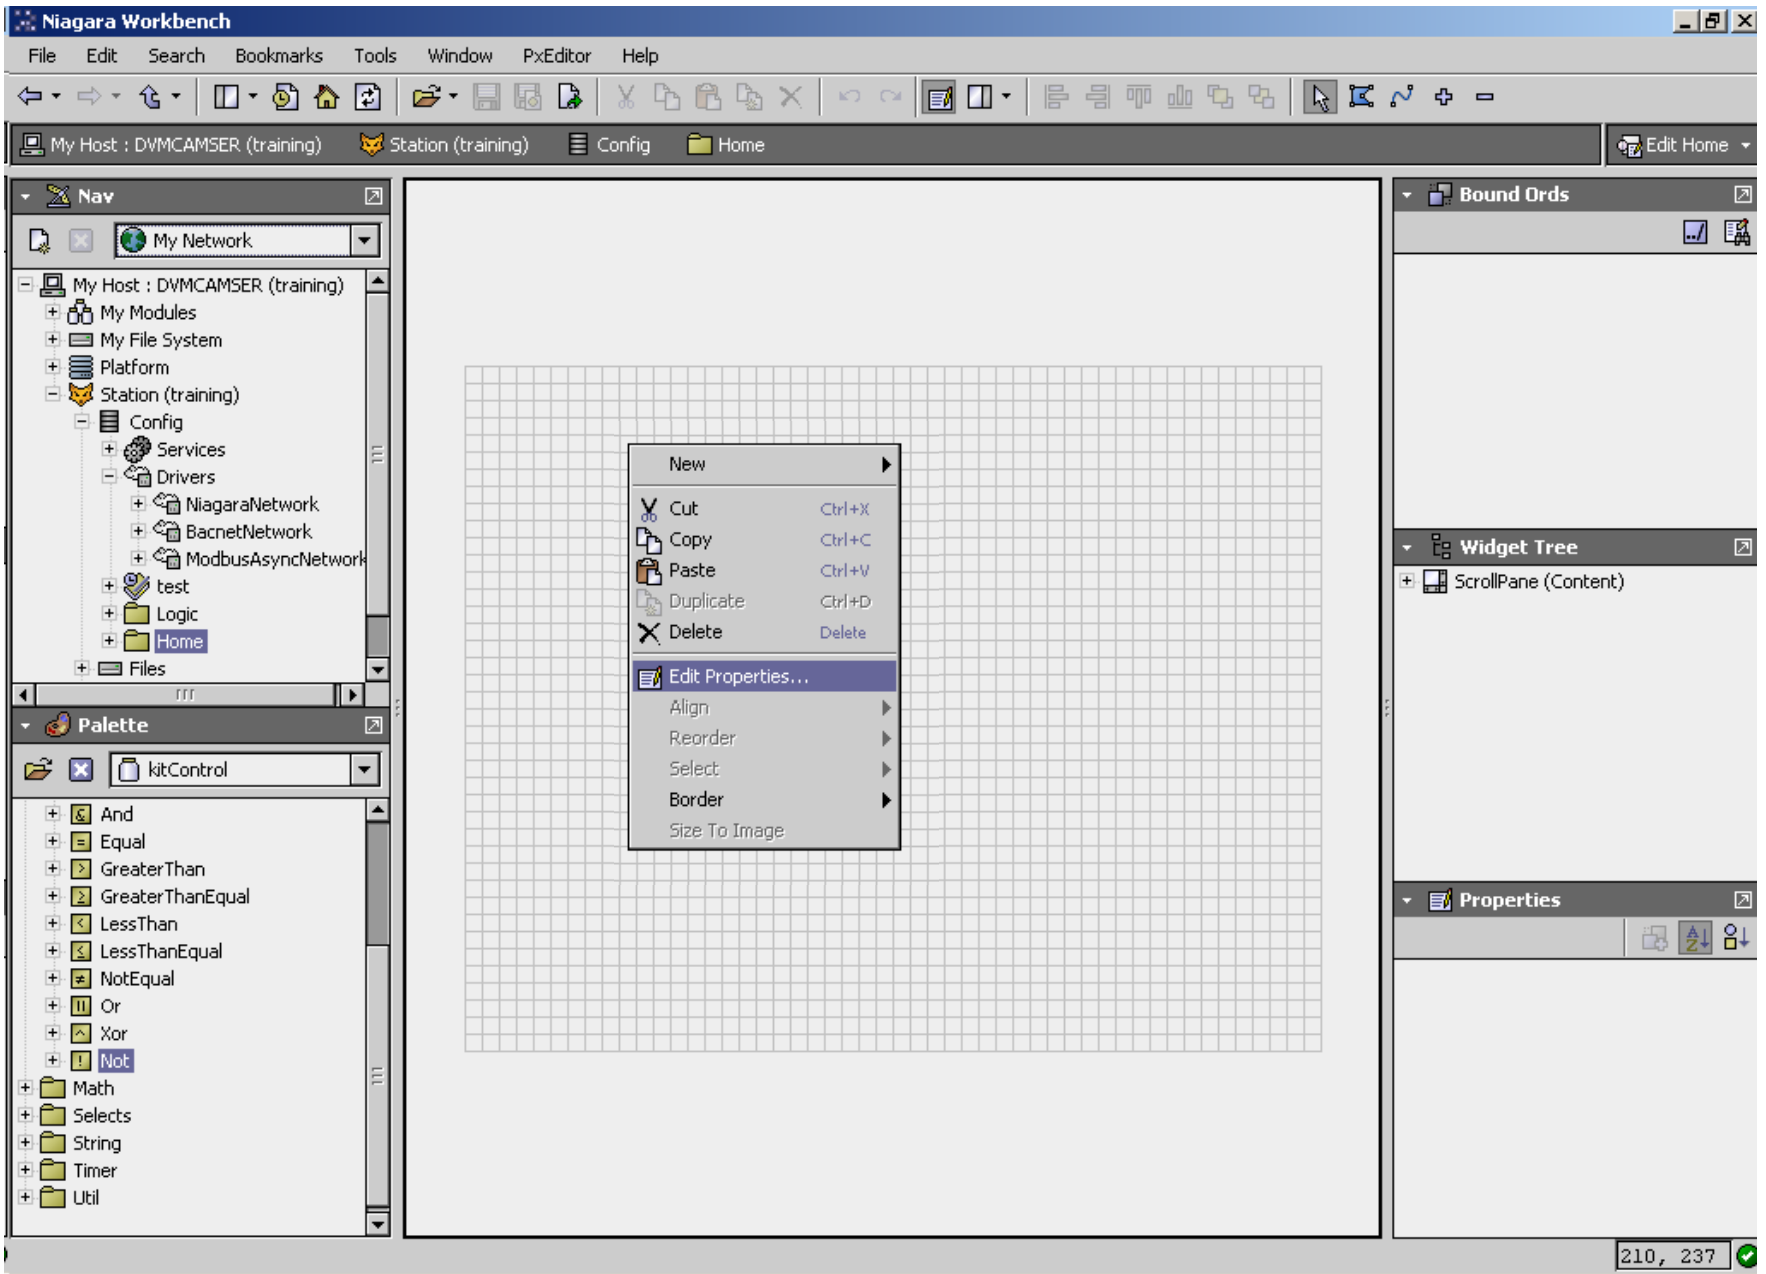 Niagara Workbench
File Edit Search Bookmarks Tools Window PxEditor Help
My Host : DVMCAMSER (training) Station (training) Config Home Edit Home
Nav
My Network
My Host : DVMCAMSER (training)
My Modules
My File System
Platform
Station (training)
Config
Services
Drivers
NiagaraNetwork
BacnetNetwork
ModbusAsyncNetwork
test
Logic
Home
Files
Palette
kitControl
And
Equal
GreaterThan
GreaterThanEqual
LessThan
LessThanEqual
NotEqual
Or
Xor
Not
Math
Selects
String
Timer
Util
New
Cut Ctrl+X
Copy Ctrl+C
Paste Ctrl+V
Duplicate Ctrl+D
Delete Delete
Edit Properties...
Align
Reorder
Select
Border
Size To Image
Bound Ords
Widget Tree
ScrollPane (Content)
Properties
210, 237